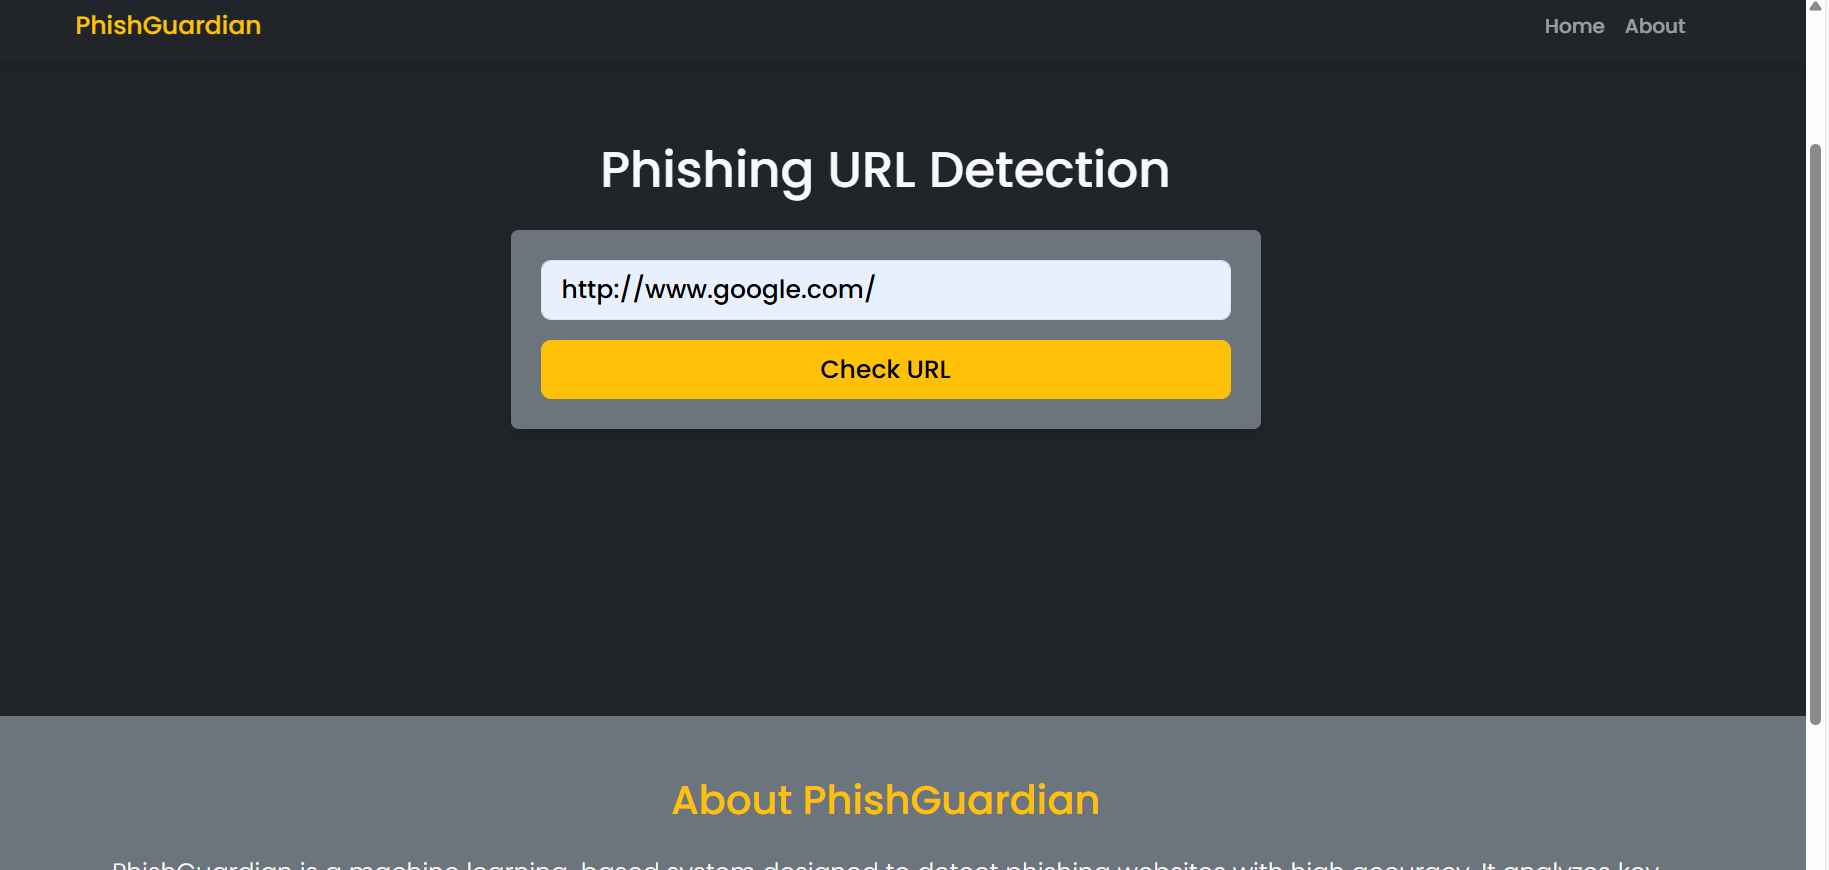 PhishGuardian
Home About
Phishing URL Detection
http://www.google.com/
Check URL
About PhishGuardian
PhishGuardian is a machine learning-based system designed to detect phishing websites with high accuracy. It analyzes key